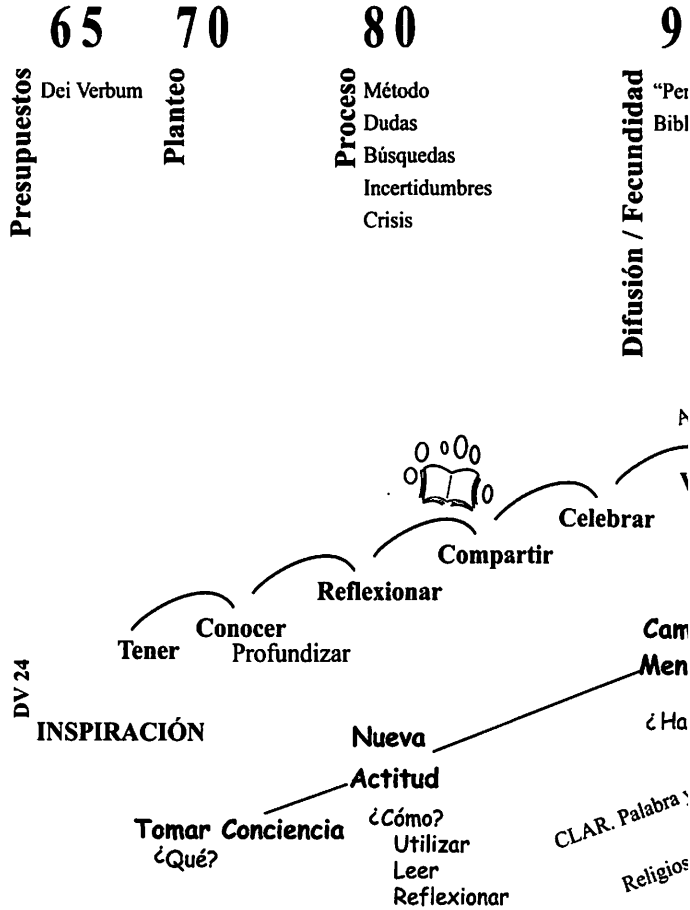 65
70
80
9
Presupuestos
Dei Verbum
Planteo
Proceso
Método
Dudas
Búsquedas
Incertidumbres
Crisis
Difusión / Fecundidad
Celebrar
Compartir
Reflexionar
Conocer
Tener
Profundizar
DV 24
INSPIRACIÓN
Nueva
Actitud
Tomar Conciencia
¿Qué?
¿Cómo?
Utilizar
Leer
Reflexionar
CLAR. Palabra y